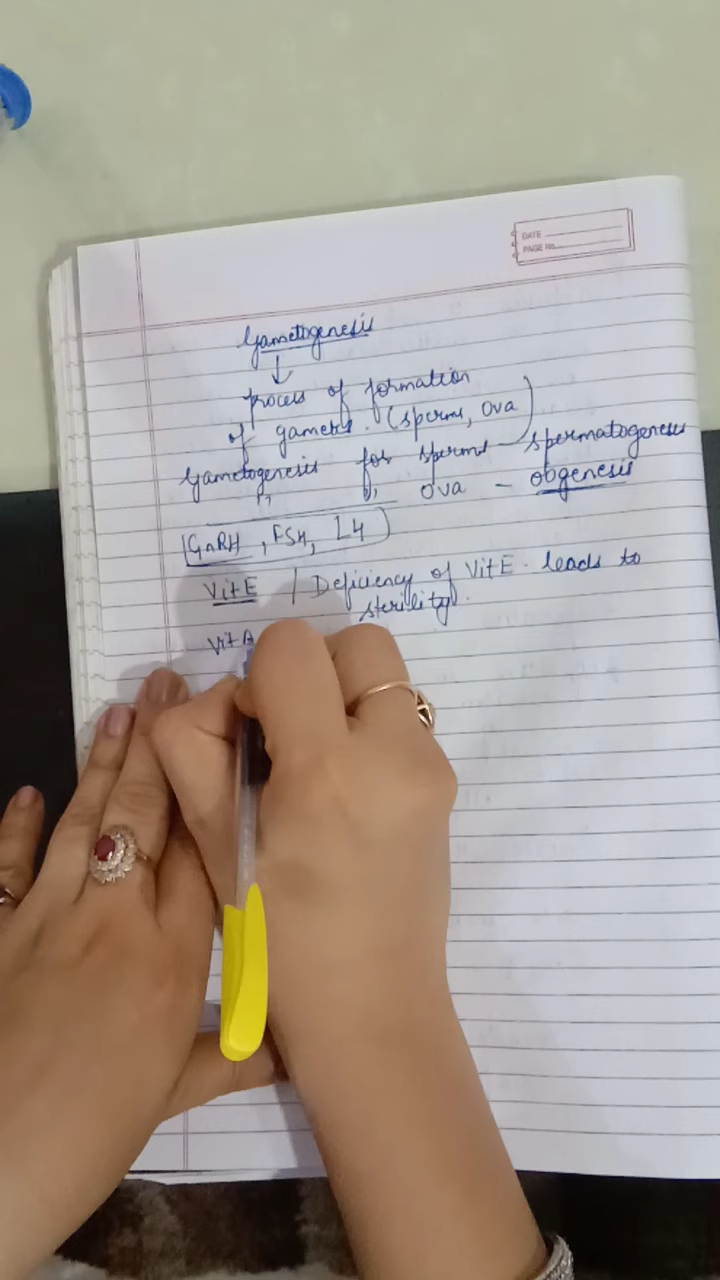 DATE
PAGE No.
Gametogenesis
↓
process of formation
of gametes. (sperms, ova)
Gametogenesis for sperms - spermatogenesis
" " ova - oogenesis
GnRH, FSH, LH
Vit E / Deficiency of Vit E leads to
sterility.
Vit A